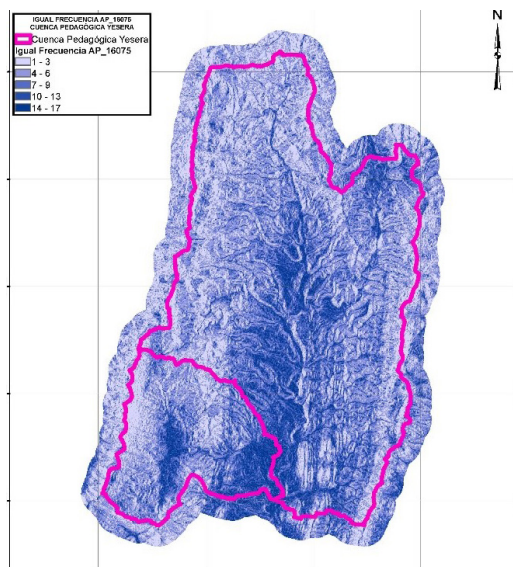 IGUAL FRECUENCIA AP_16075
CUENCA PEDAGÓGICA YESERA
Cuenca Pedagógica Yesera
Igual Frecuencia AP_16075
1 - 3
4 - 6
7 - 9
10 - 13
14 - 17
N